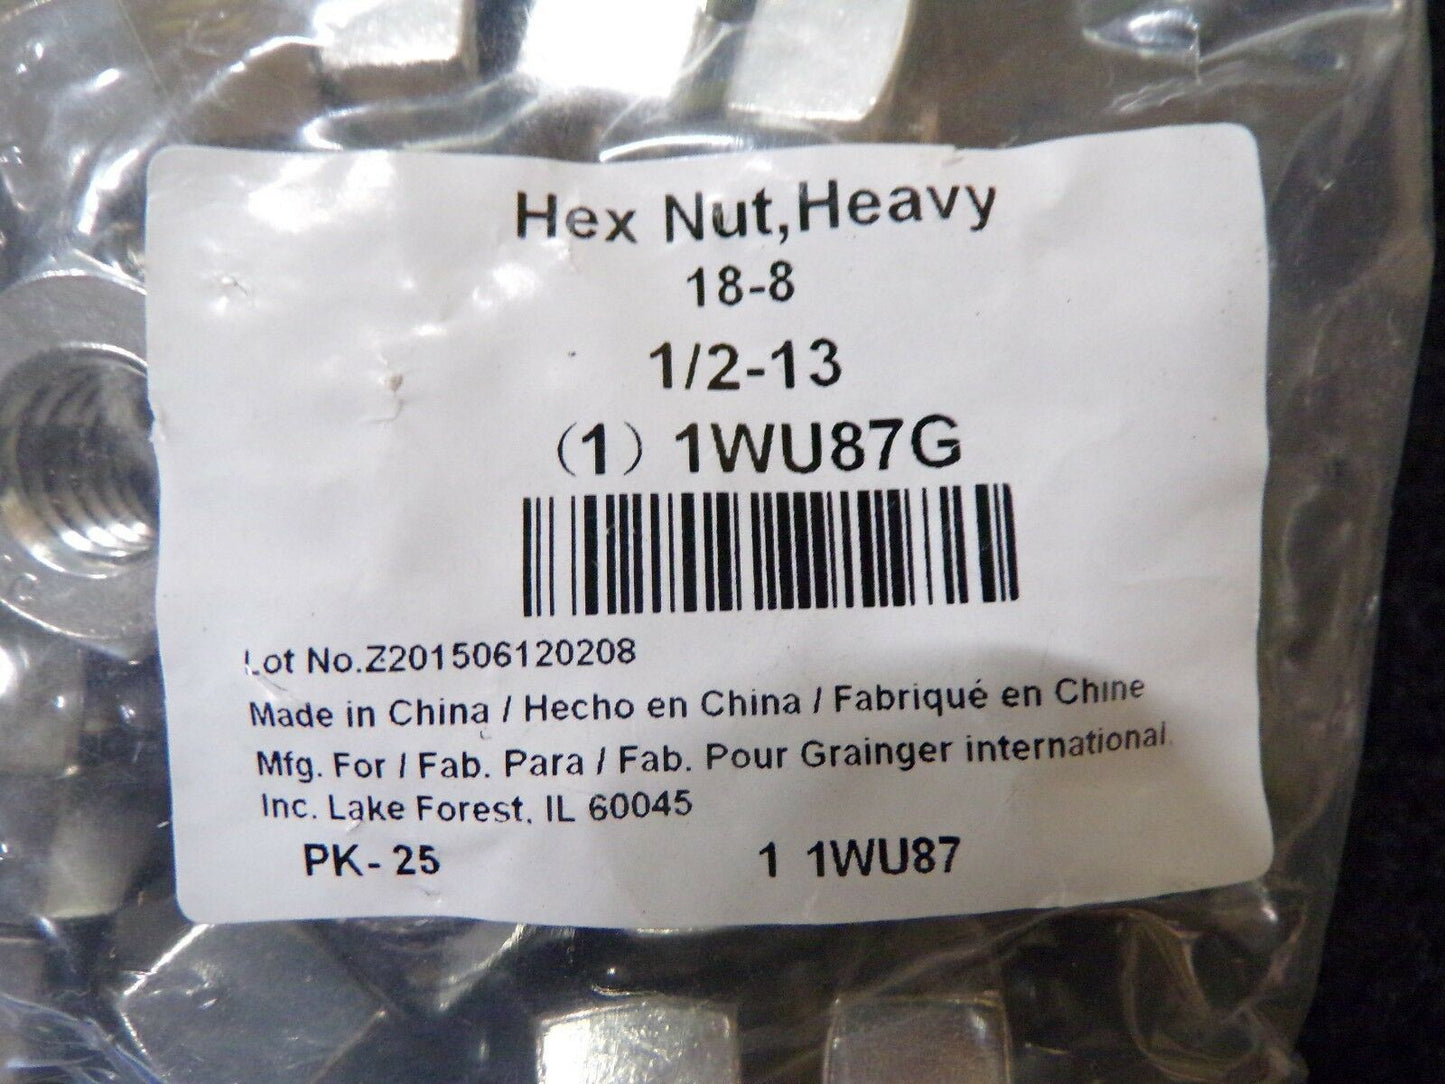 Hex Nut,Heavy
18-8
1/2-13
(1) 1WU87G
Lot No.Z201506120208
Made in China / Hecho en China / Fabriqué en Chine
Mfg. For / Fab. Para / Fab. Pour Grainger international.
Inc. Lake Forest, IL 60045
PK- 25 1 1WU87